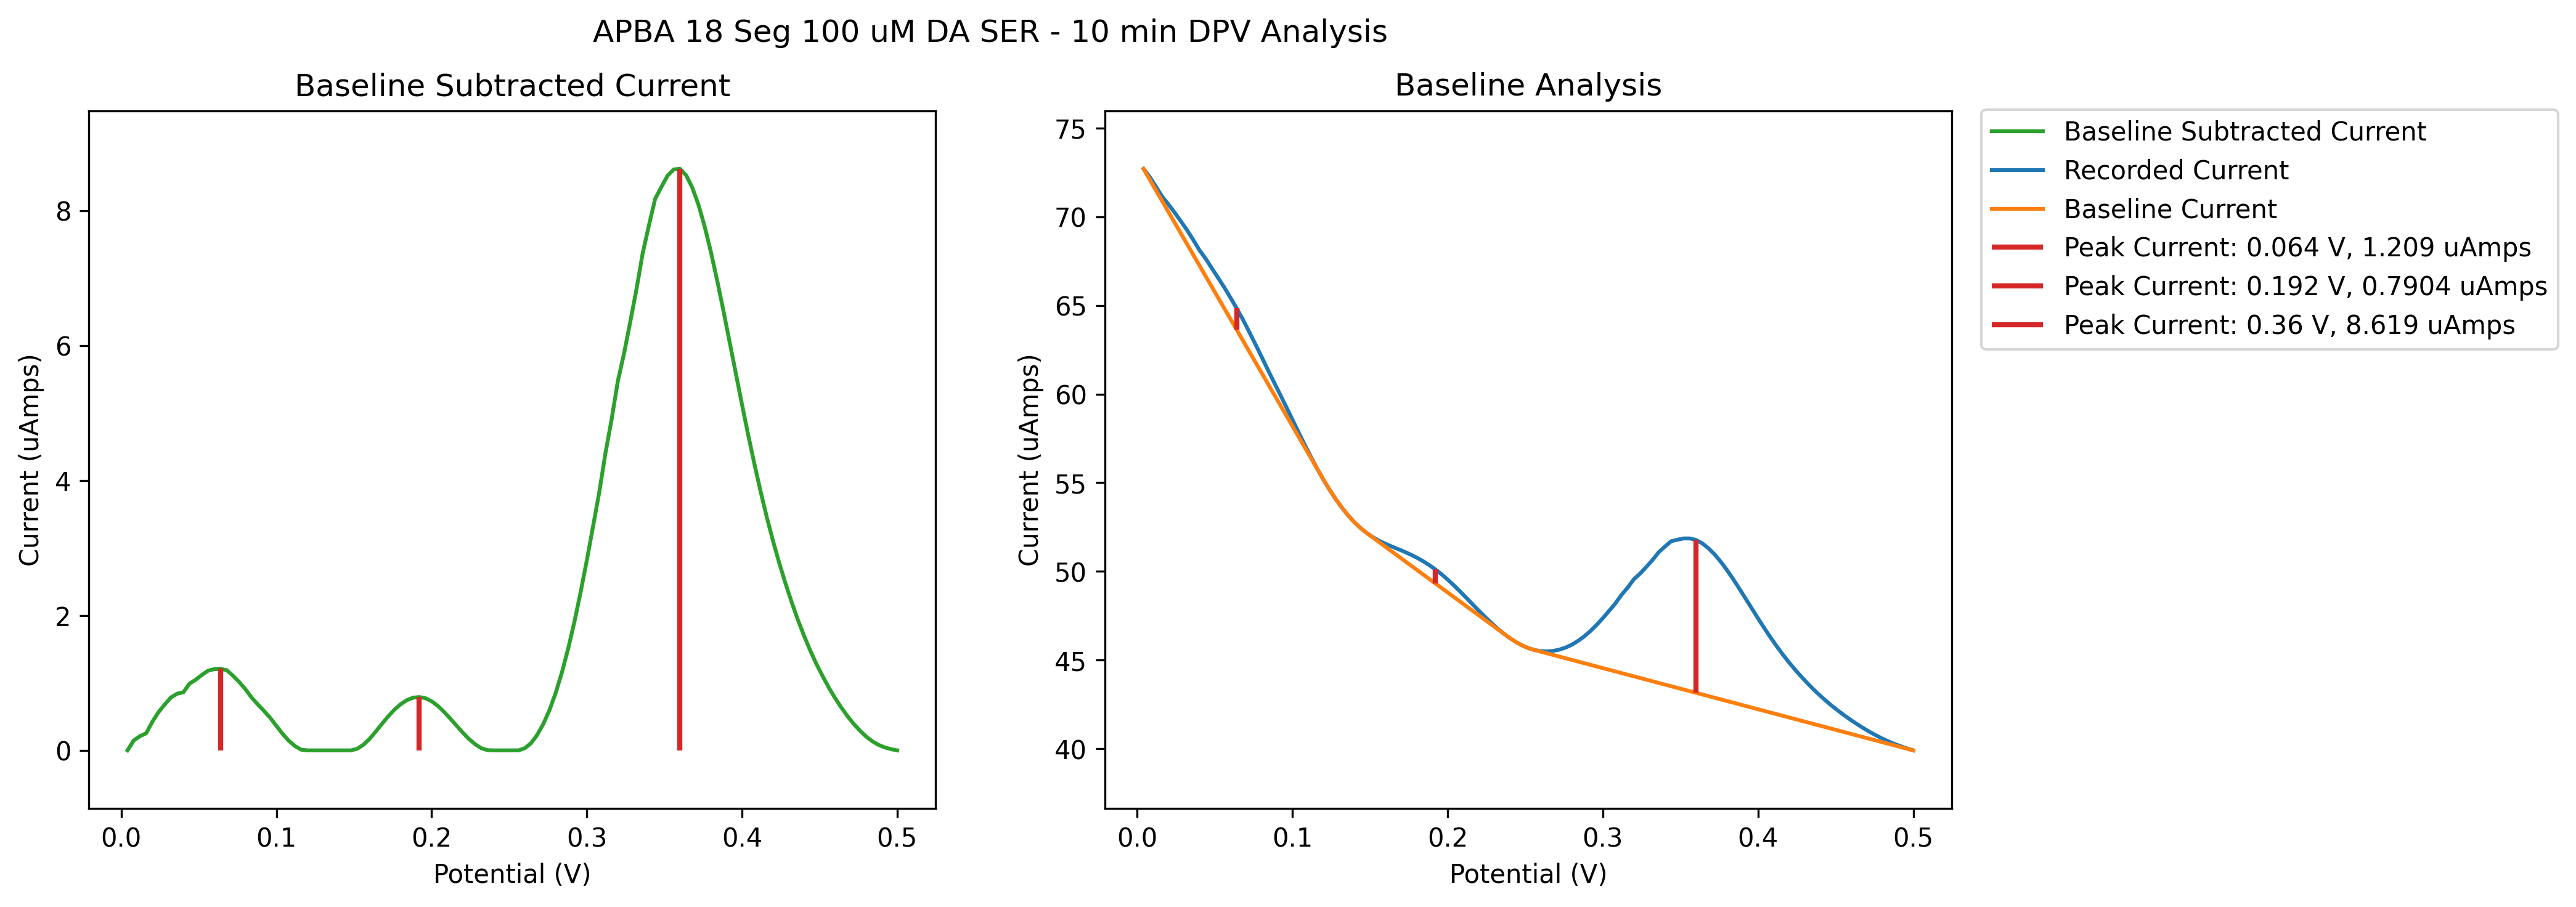 APBA 18 Seg 100 uM DA SER - 10 min DPV Analysis
Baseline Subtracted Current
Current (uAmps)
8
6
4
2
0
0.0 0.1 0.2 0.3 0.4 0.5
Potential (V)
Baseline Analysis
Current (uAmps)
75
70
65
60
55
50
45
40
0.0 0.1 0.2 0.3 0.4 0.5
Potential (V)
Baseline Subtracted Current
Recorded Current
Baseline Current
Peak Current: 0.064 V, 1.209 uAmps
Peak Current: 0.192 V, 0.7904 uAmps
Peak Current: 0.36 V, 8.619 uAmps